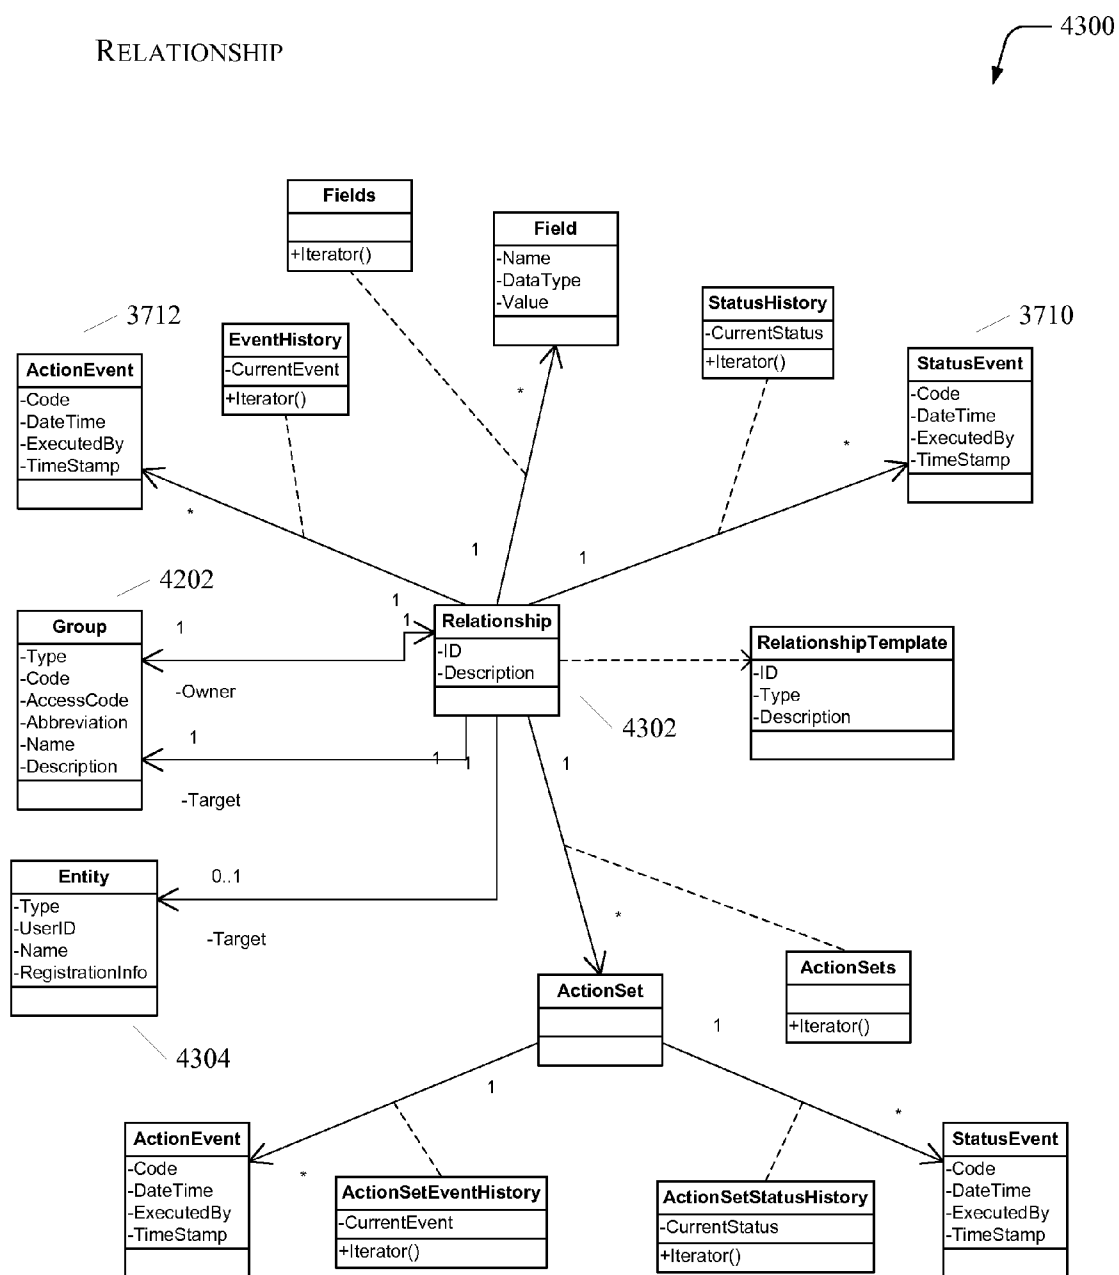 4300
RELATIONSHIP
Fields
+Iterator()
Field
-Name
-DataType
-Value
StatusHistory
-CurrentStatus
+Iterator()
3712
EventHistory
-CurrentEvent
+Iterator()
3710
ActionEvent
-Code
-DateTime
-ExecutedBy
-TimeStamp
StatusEvent
-Code
-DateTime
-ExecutedBy
-TimeStamp
*
*
*
1
1
4202
1
1
Group
-Type
-Code
-AccessCode
-Abbreviation
-Name
-Description
1
-Owner
1
-Target
Relationship
-ID
-Description
RelationshipTemplate
-ID
-Type
-Description
4302
1
1
1
Entity
-Type
-UserID
-Name
-RegistrationInfo
0..1
-Target
*
4304
ActionSet
ActionSets
+Iterator()
1
1
*
*
ActionEvent
-Code
-DateTime
-ExecutedBy
-TimeStamp
ActionSetEventHistory
-CurrentEvent
+Iterator()
ActionSetStatusHistory
-CurrentStatus
+Iterator()
StatusEvent
-Code
-DateTime
-ExecutedBy
-TimeStamp